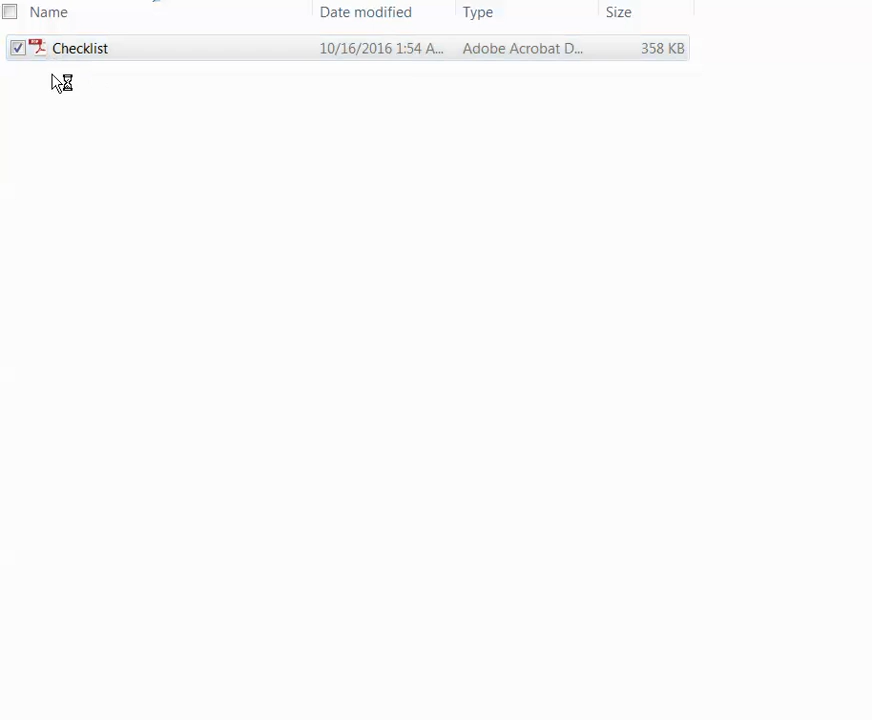 Name Date modified Type Size
Checklist 10/16/2016 1:54 A... Adobe Acrobat D... 358 KB